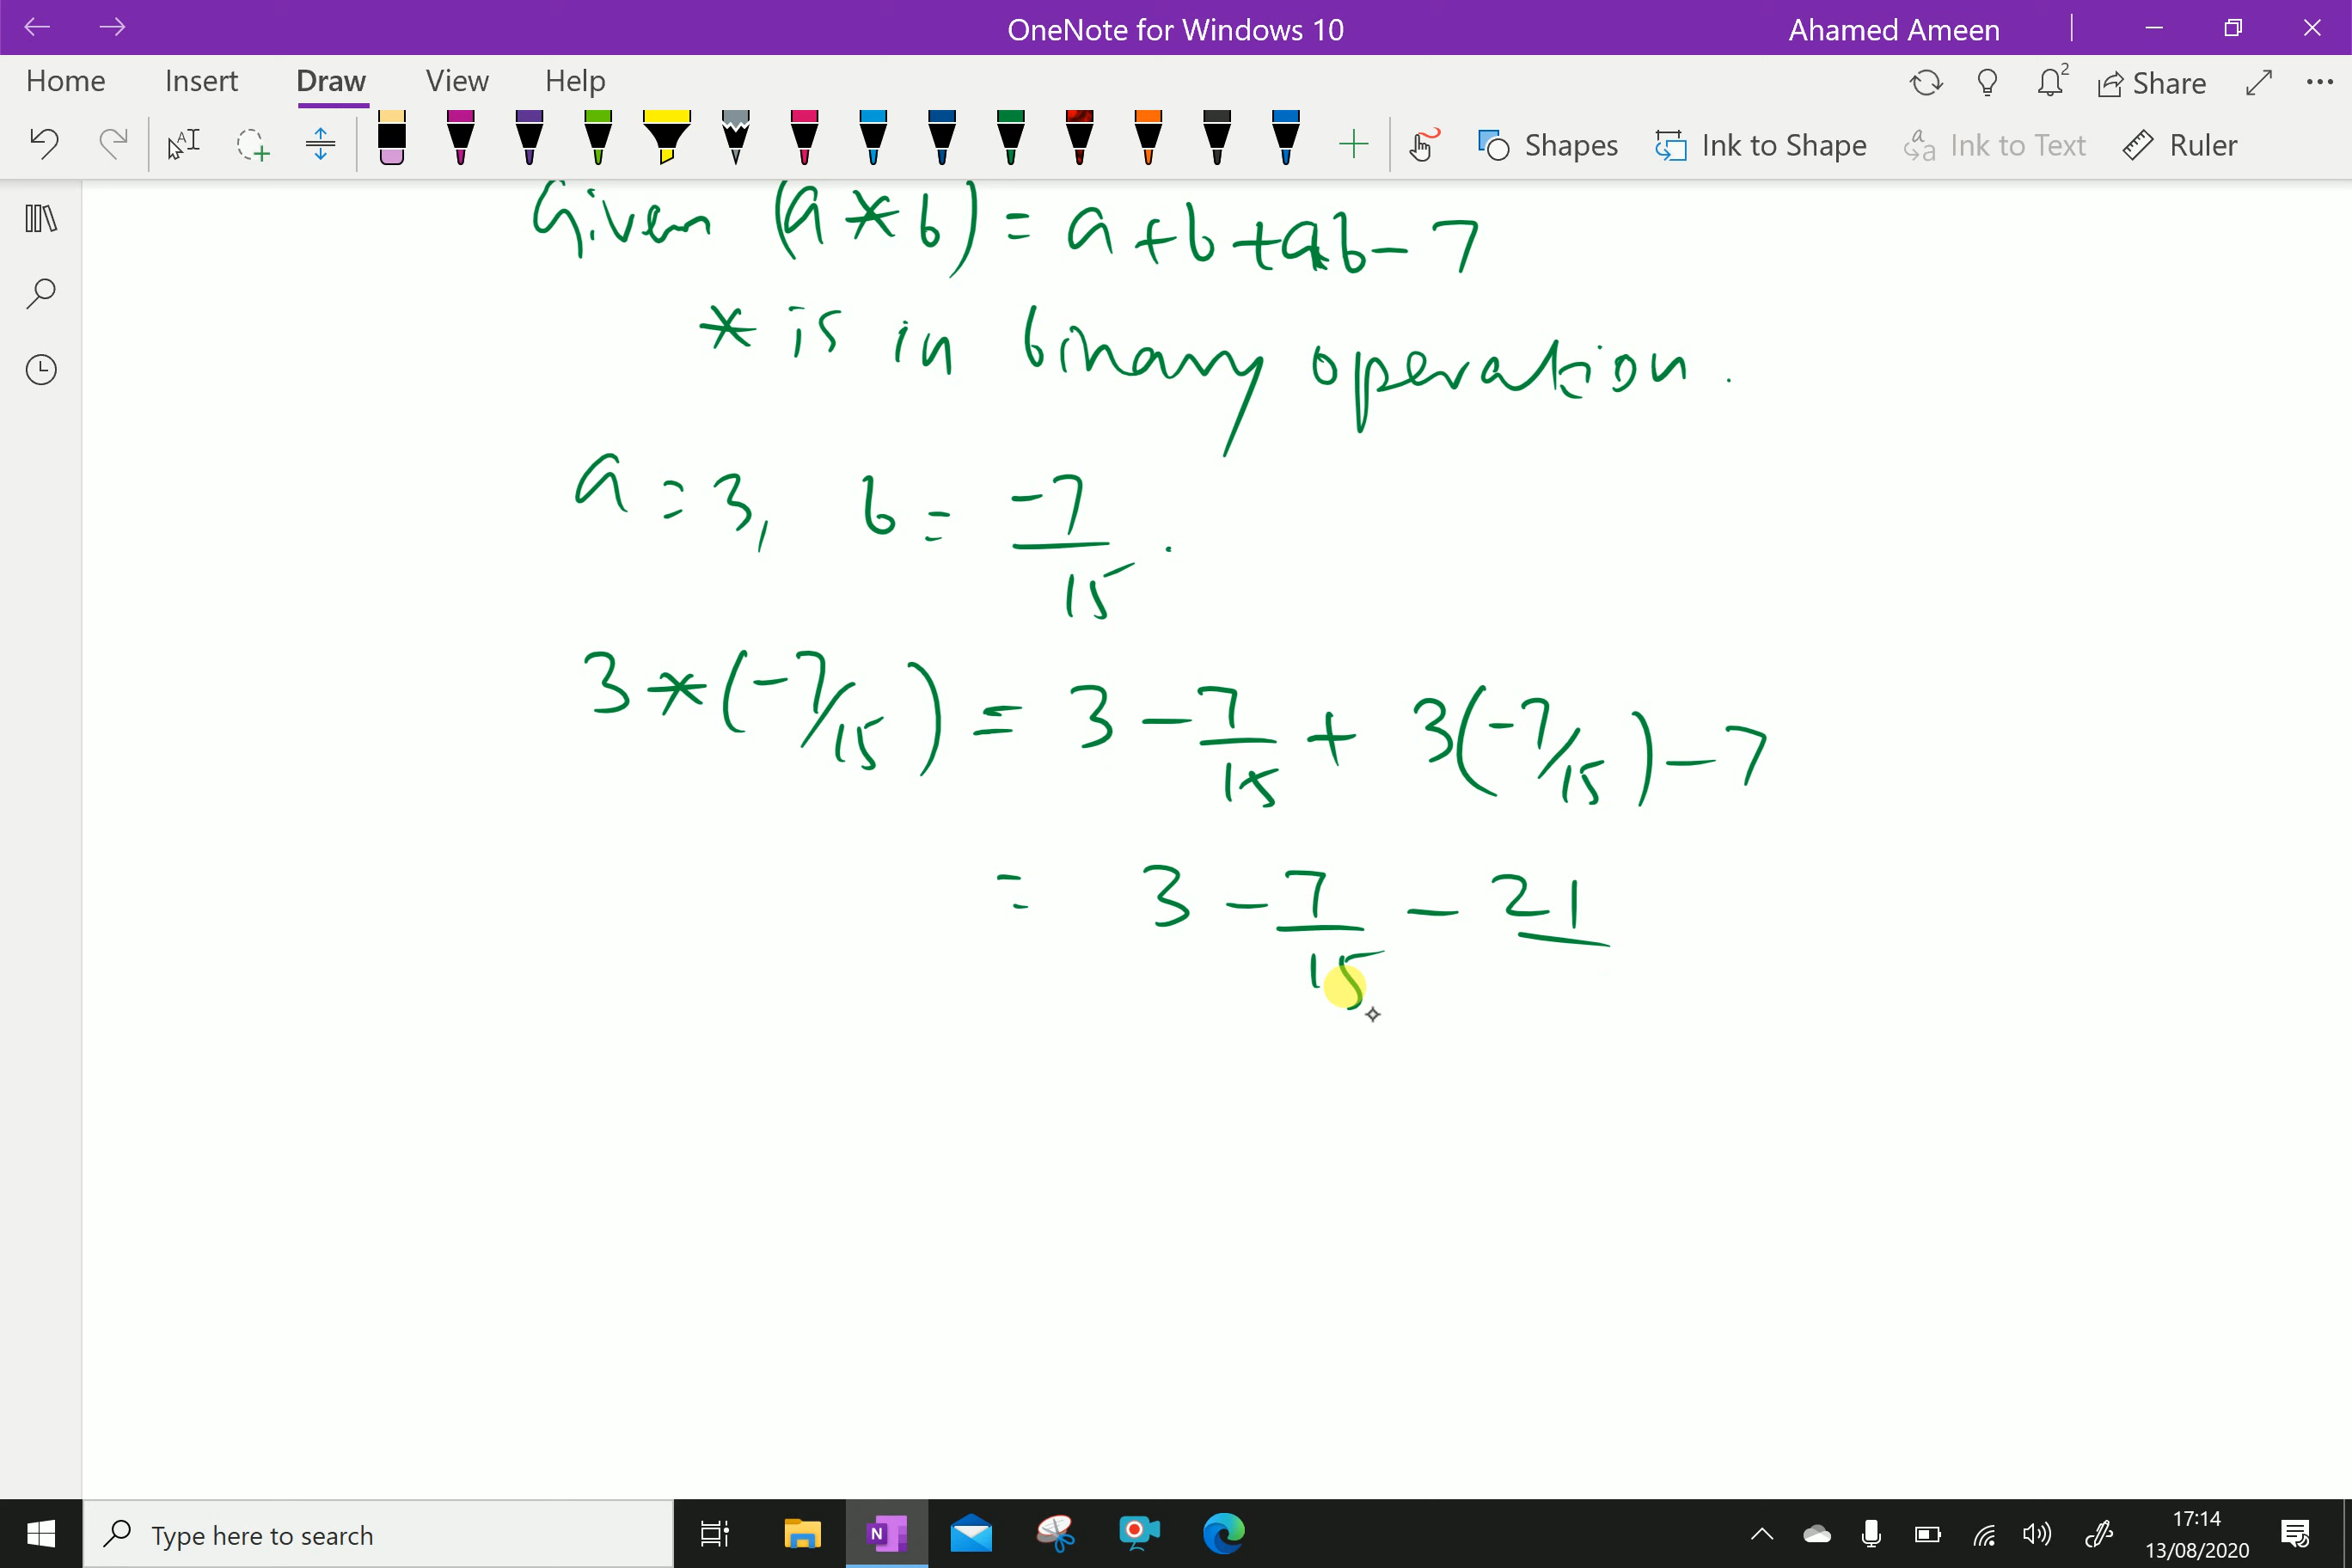 OneNote for Windows 10 Ahamed Ameen
Home Insert Draw View Help 2 Share
Shapes Ink to Shape Ink to Text Ruler
Given (a * b) = a + b + ab - 7
* is in binary operation.
a = 3, b = -7/15.
3 * (-7/15) = 3 - 7/15 + 3(-7/15) - 7
= 3 - 7/15 - 21
Type here to search
17:14
13/08/2020